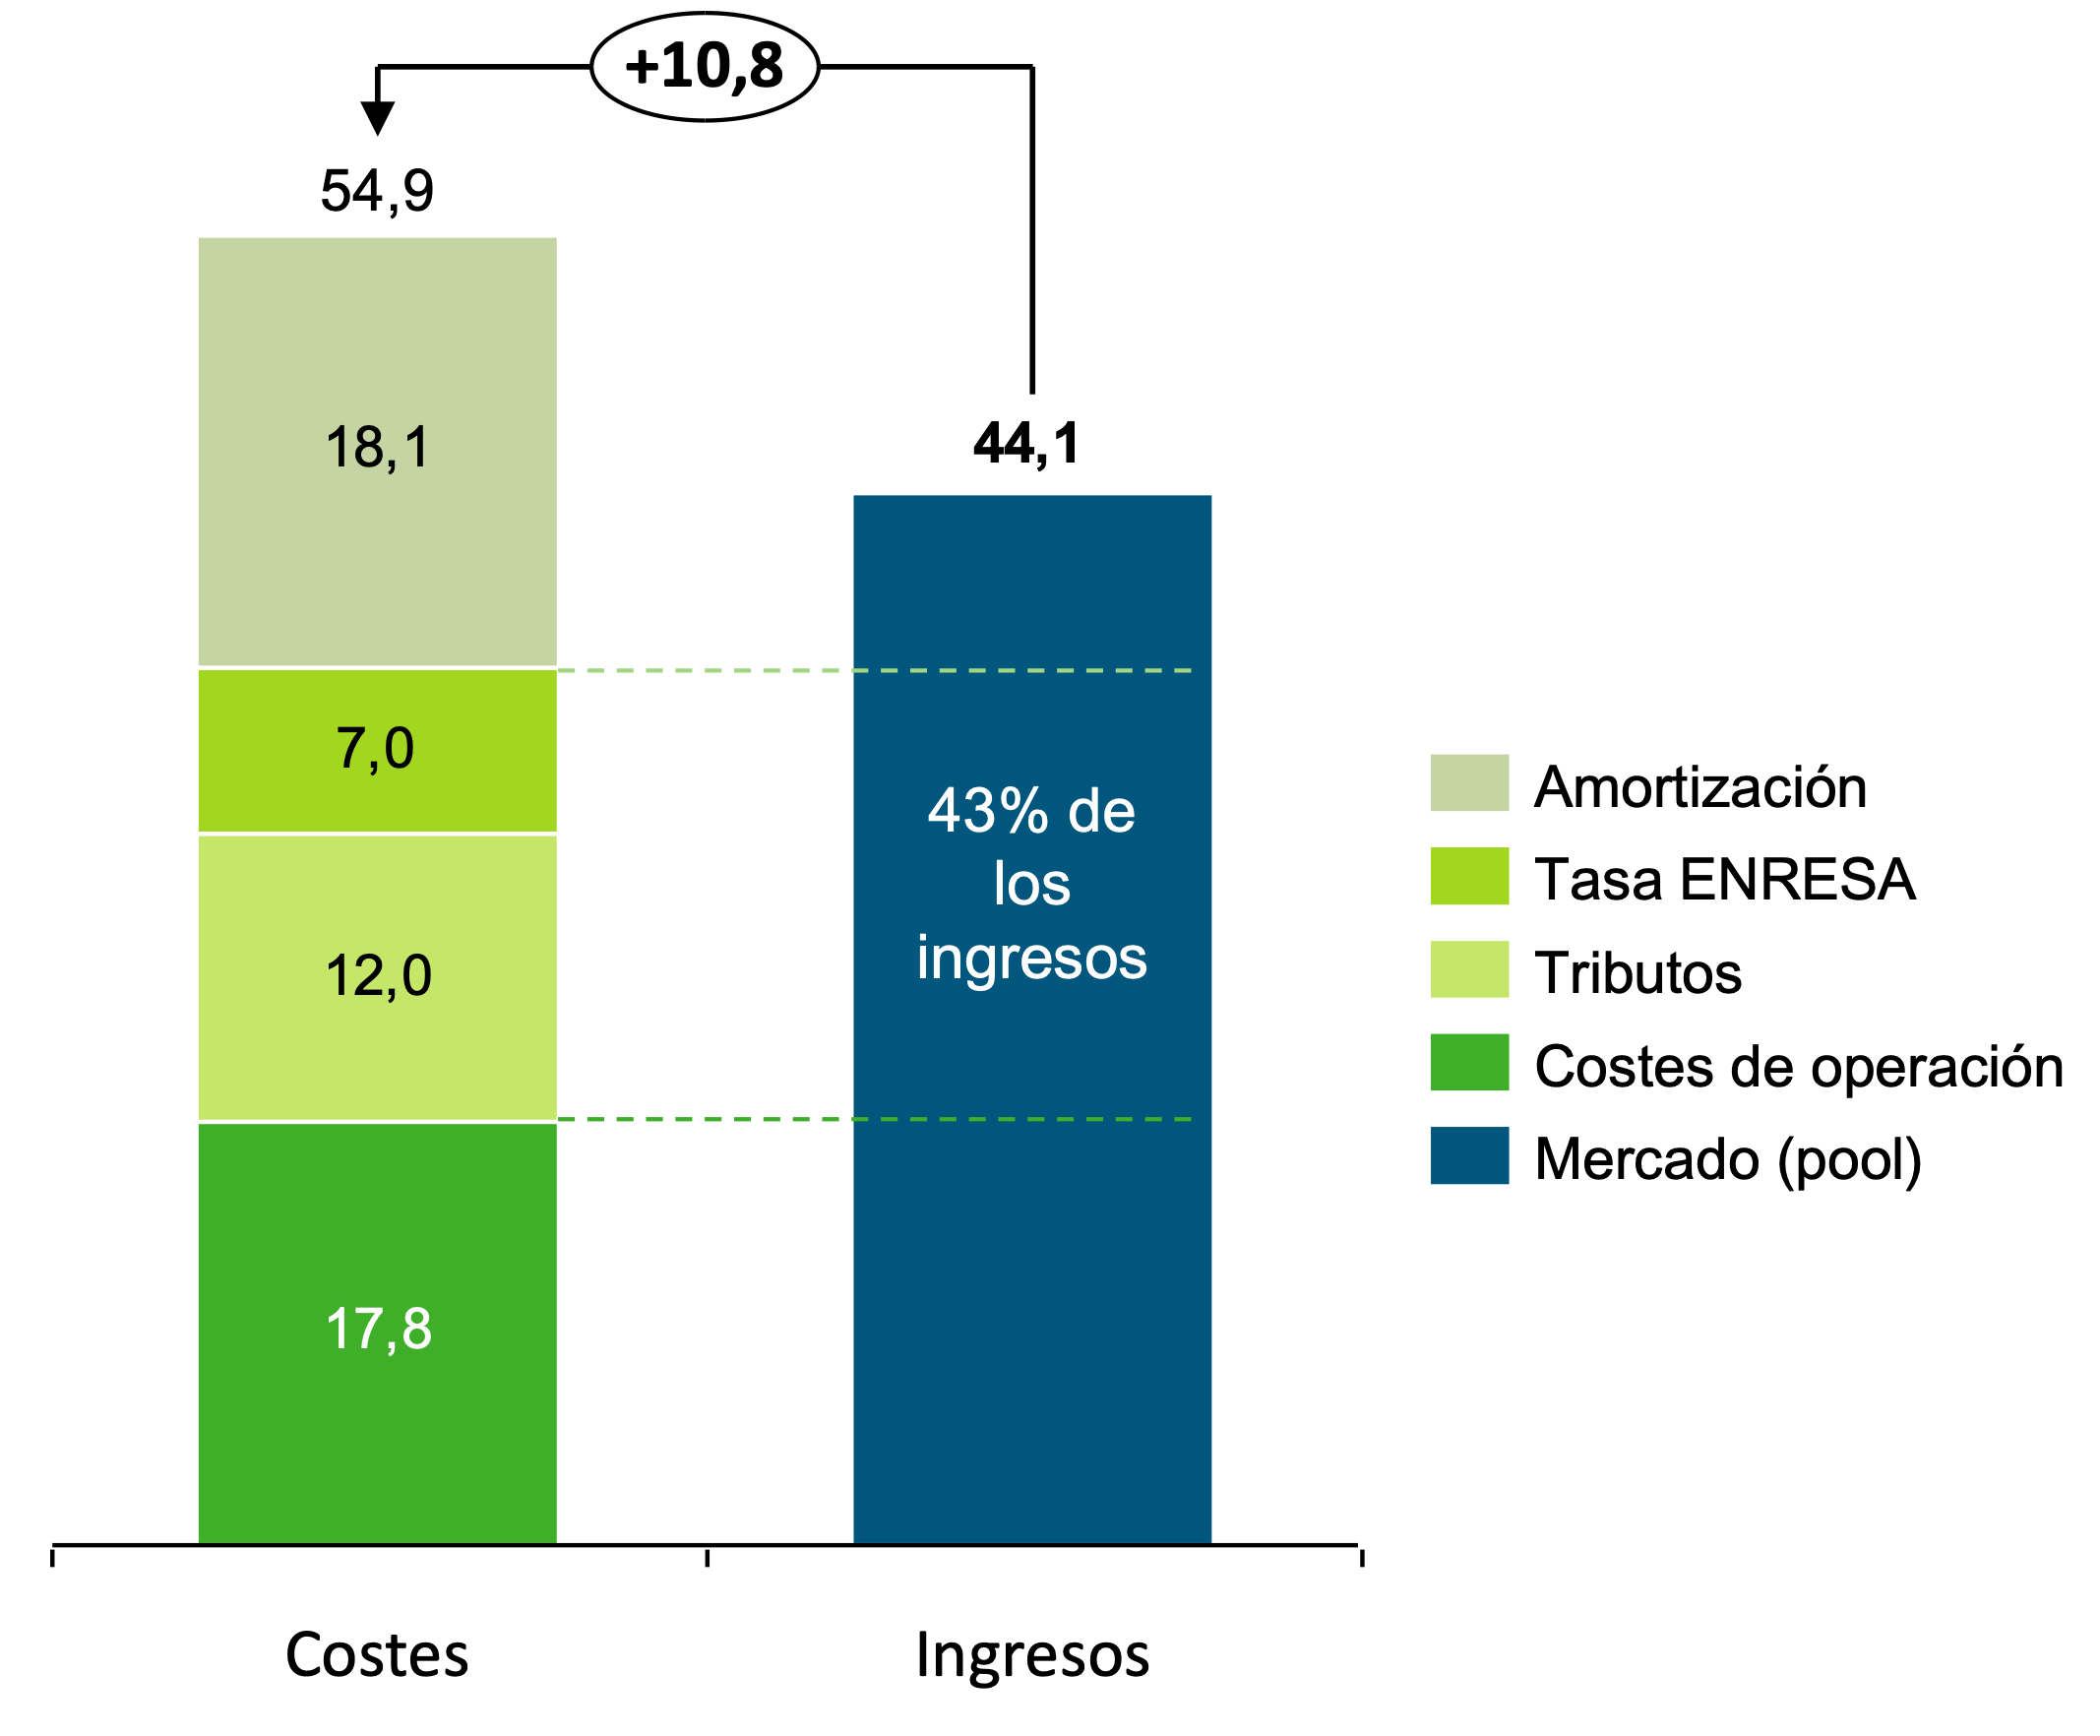 +10,8
54,9
18,1
44,1
7,0
43% de
los
ingresos
12,0
17,8
Amortización
Tasa ENRESA
Tributos
Costes de operación
Mercado (pool)
Costes
Ingresos